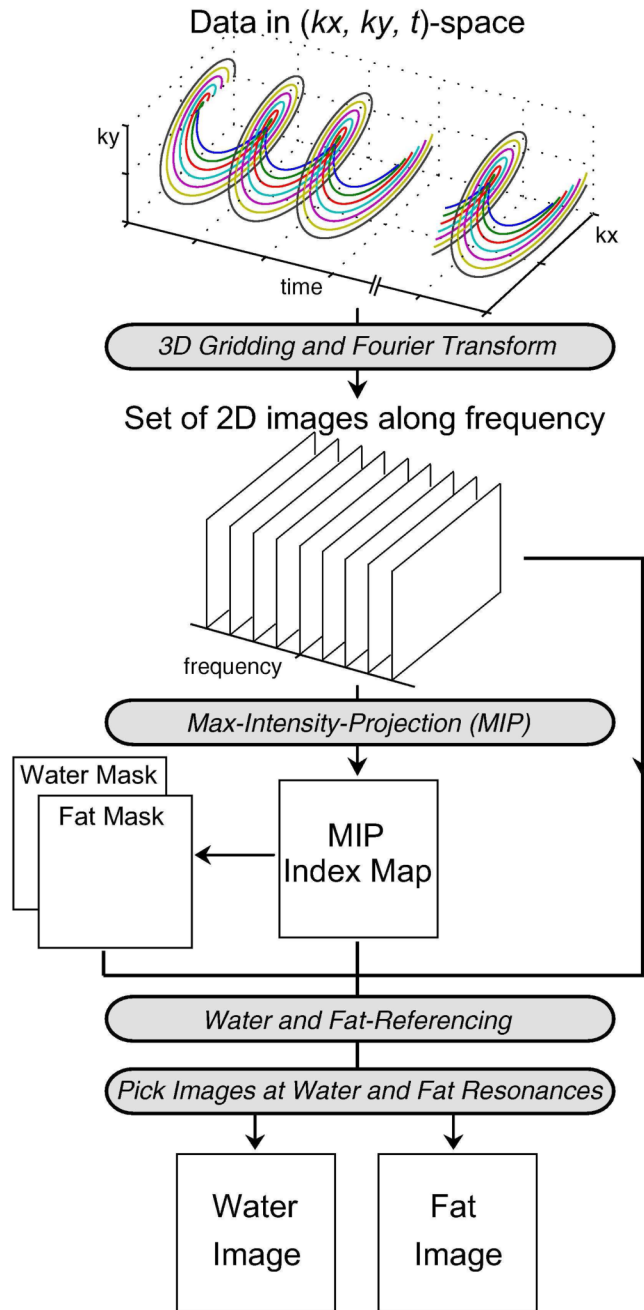 Data in (kx, ky, t)-space
ky
kx
time
3D Gridding and Fourier Transform
Set of 2D images along frequency
frequency
Max-Intensity-Projection (MIP)
Water Mask
Fat Mask
MIP
Index Map
Water and Fat-Referencing
Pick Images at Water and Fat Resonances
Water
Image
Fat
Image